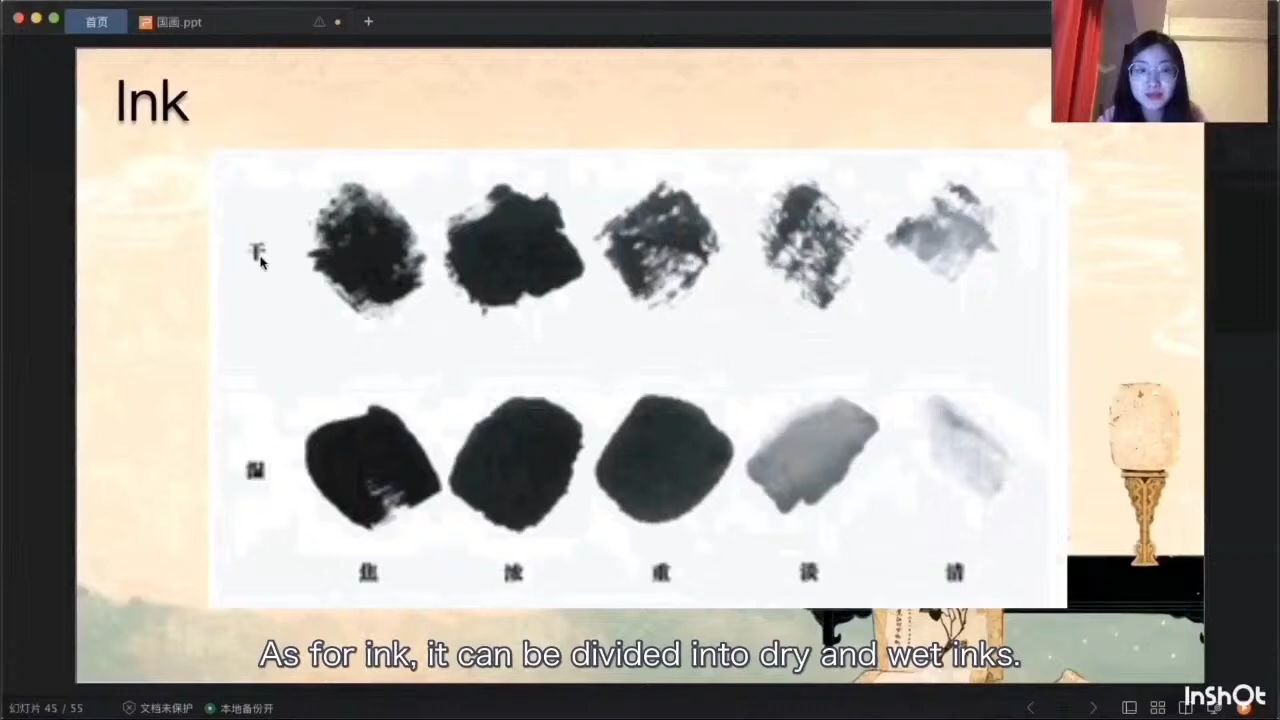 首页
国画.ppt
Ink
干
湿
焦 浓 重 淡 清
As for ink, it can be divided into dry and wet inks.
幻灯片 45 / 55
文档未保护
本地备份开
InShOt